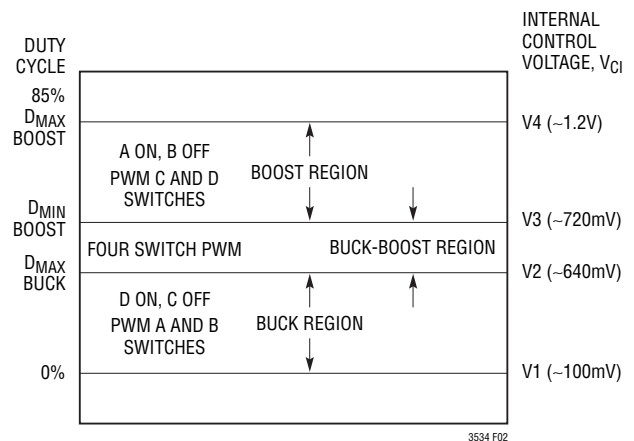 DUTY
CYCLE
INTERNAL
CONTROL
VOLTAGE, VCI
85%
DMAX
BOOST
V4 (~1.2V)
A ON, B OFF
PWM C AND D
SWITCHES
BOOST REGION
DMIN
BOOST
V3 (~720mV)
FOUR SWITCH PWM
BUCK-BOOST REGION
DMAX
BUCK
V2 (~640mV)
D ON, C OFF
PWM A AND B
SWITCHES
BUCK REGION
0%
V1 (~100mV)
3534 F02